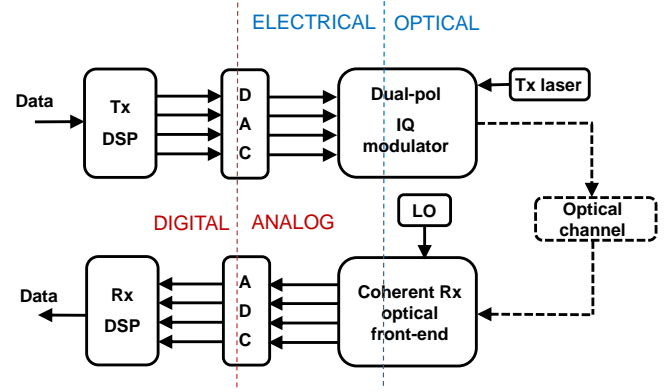 ELECTRICAL OPTICAL
Data
Tx
DSP
D
A
C
Dual-pol
IQ
modulator
Tx laser
DIGITAL ANALOG
LO
Optical
channel
Data
Rx
DSP
A
D
C
Coherent Rx
optical
front-end